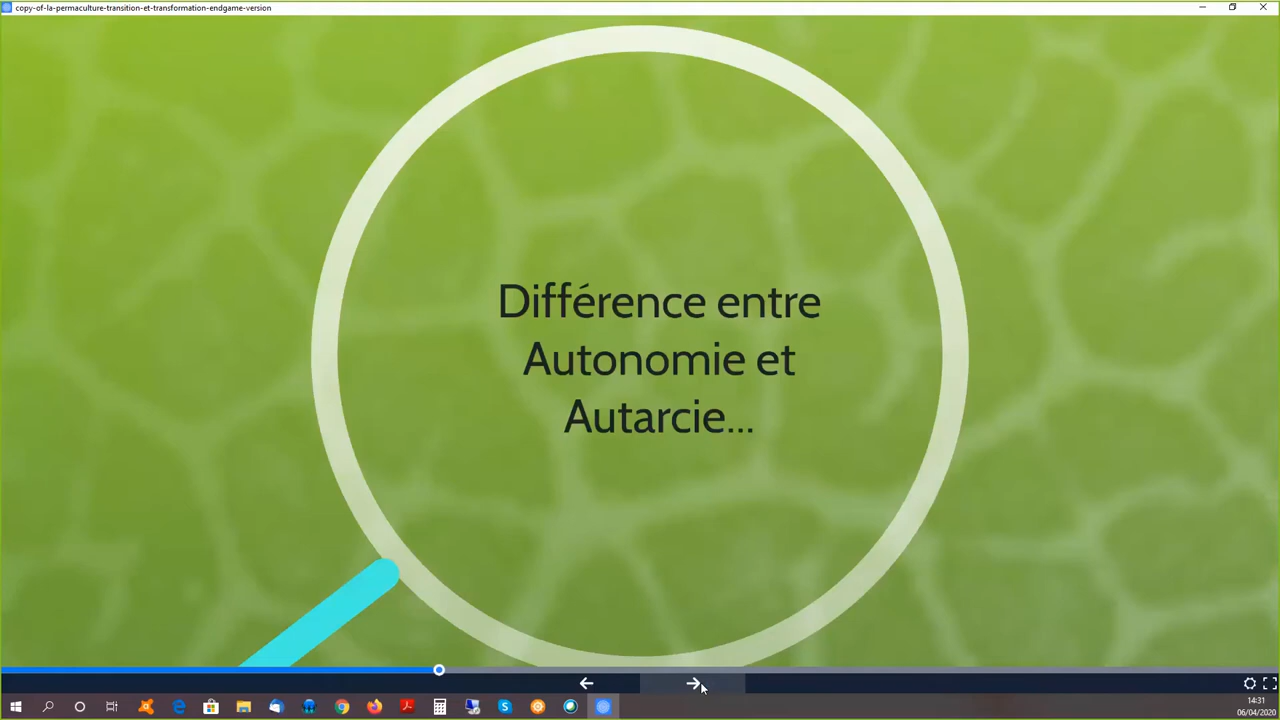 copy-of-la-permaculture-transition-et-transformation-endgame-version
Différence entre
Autonomie et
Autarcie...
14:31
06/04/2020